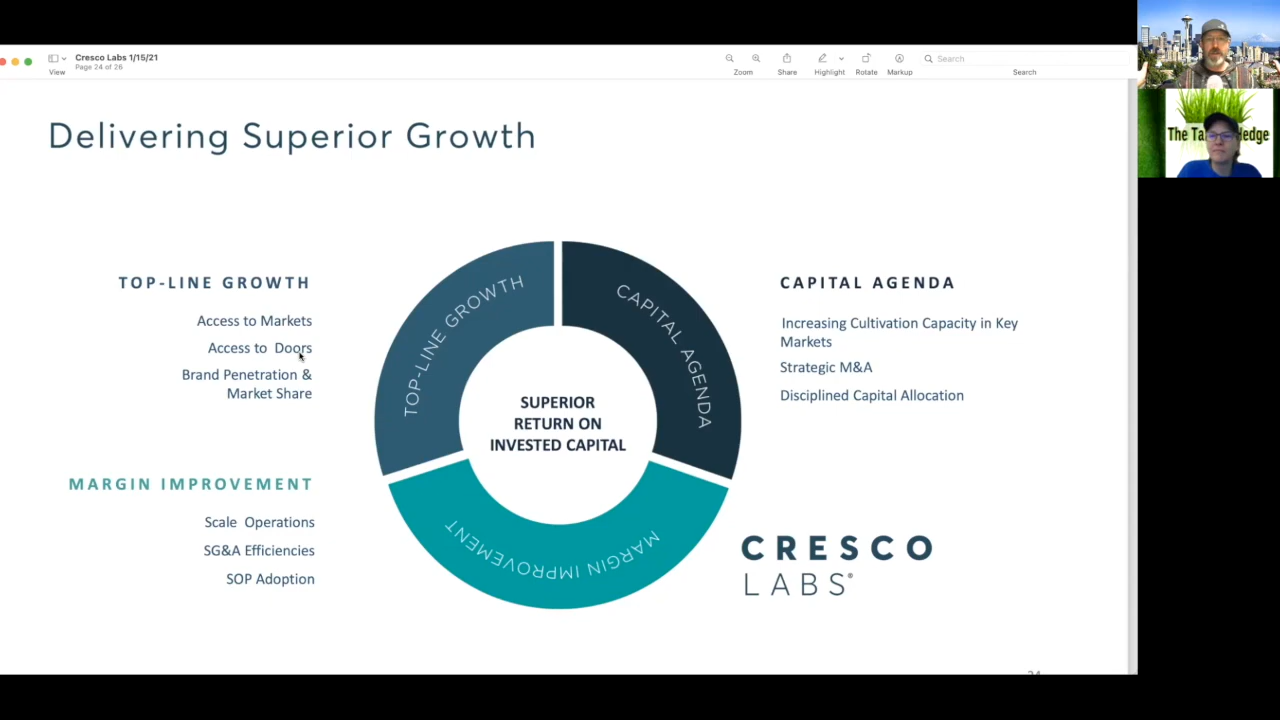 Cresco Labs 1/15/21
Page 24 of 26
View
Zoom
Share
Highlight
Rotate
Markup
Search
Search
The Ta
edge
Delivering Superior Growth
TOP-LINE GROWTH
Access to Markets
Access to Doors
Brand Penetration &
Market Share
MARGIN IMPROVEMENT
Scale Operations
SG&A Efficiencies
SOP Adoption
TOP-LINE GROWTH
CAPITAL AGENDA
MARGIN IMPROVEMENT
SUPERIOR
RETURN ON
INVESTED CAPITAL
CAPITAL AGENDA
Increasing Cultivation Capacity in Key
Markets
Strategic M&A
Disciplined Capital Allocation
CRESCO
LABS®